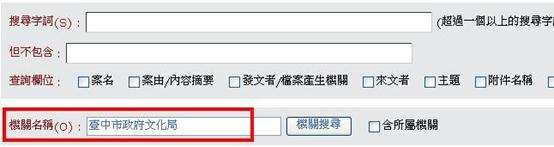 搜尋字詞(S)： (超過一個以上的搜尋字
但不包含：
查詢欄位： 案名 案由/內容摘要 發文者/檔案產生機關 來文者 主題 附件名稱
機關名稱(O)： 臺中市政府文化局 機關搜尋 含所屬機關